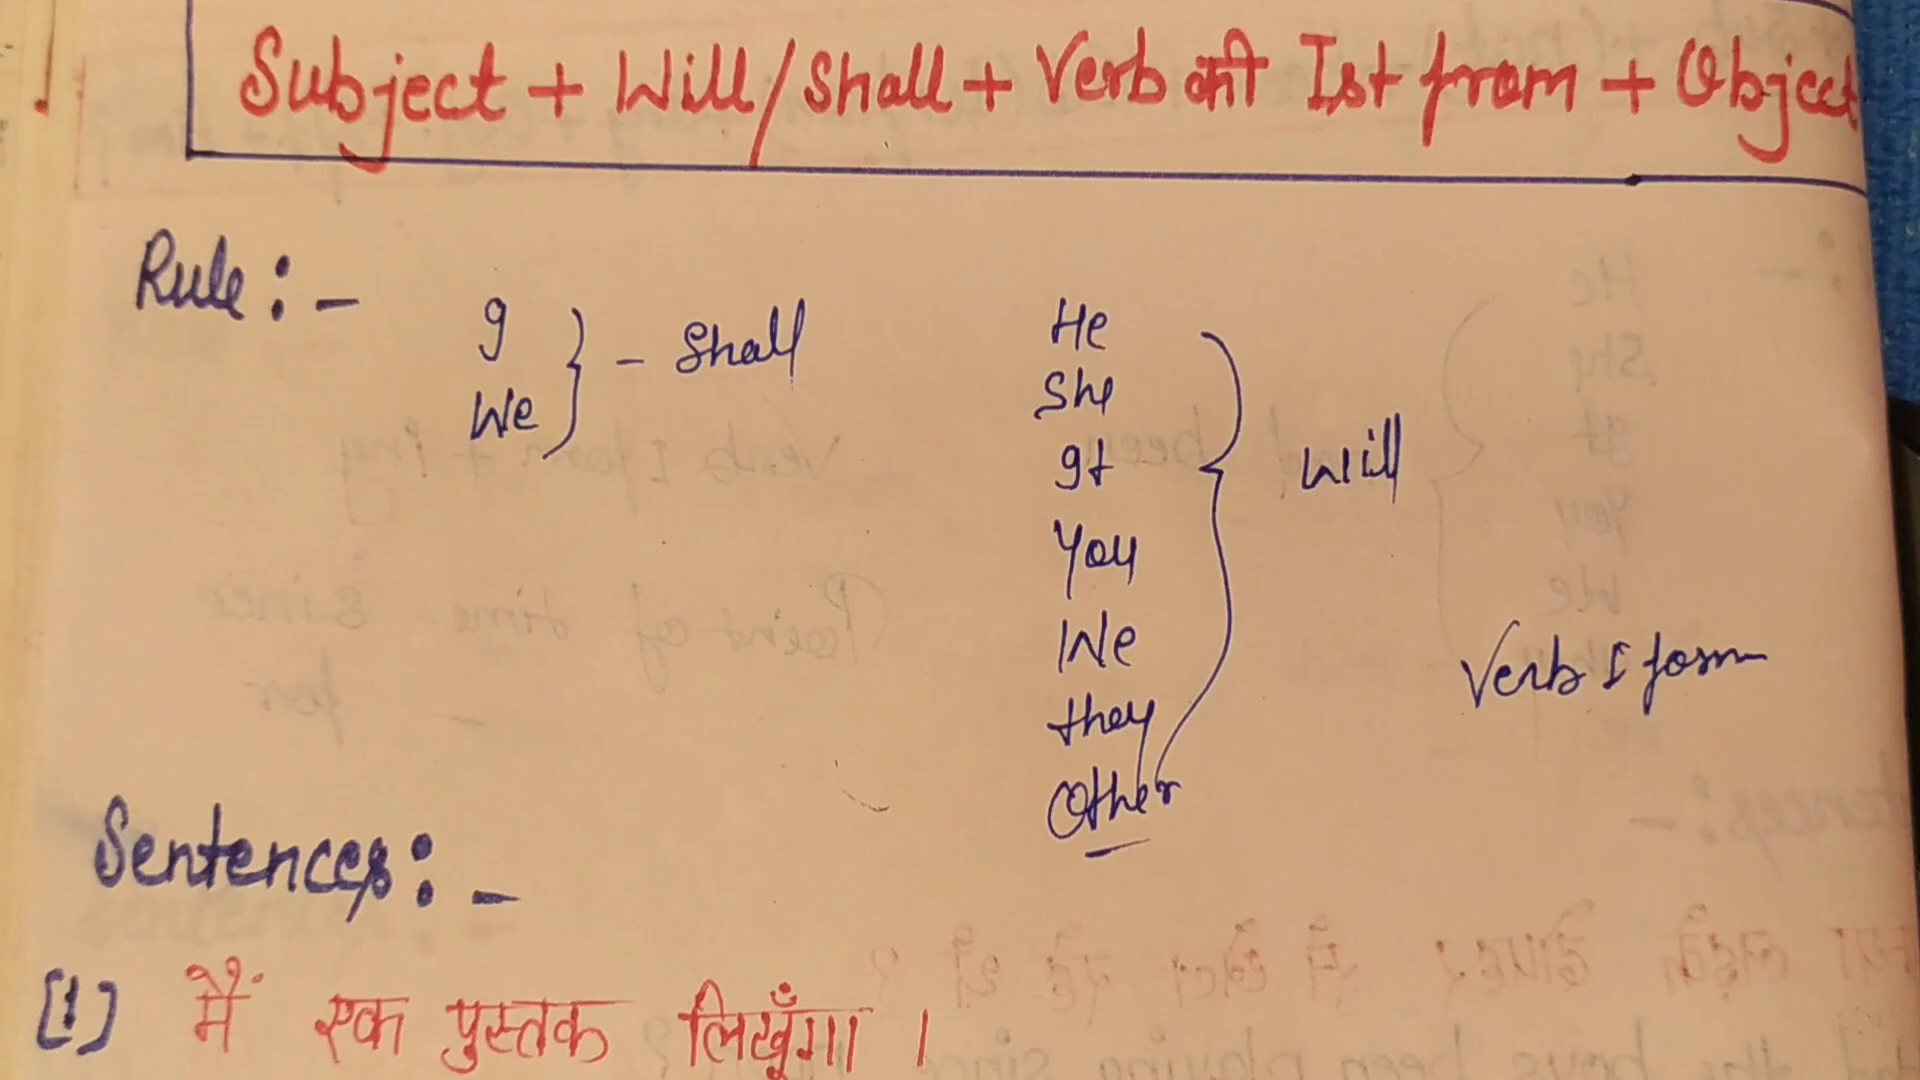 Subject + Will/Shall + Verb की Ist from + Object
Rule:-
I
We
} - Shall
He
She
It
You
We
they
Other
Will
Verb I form
Sentences:-
[1] मैं एक पुस्तक लिखूँगा ।